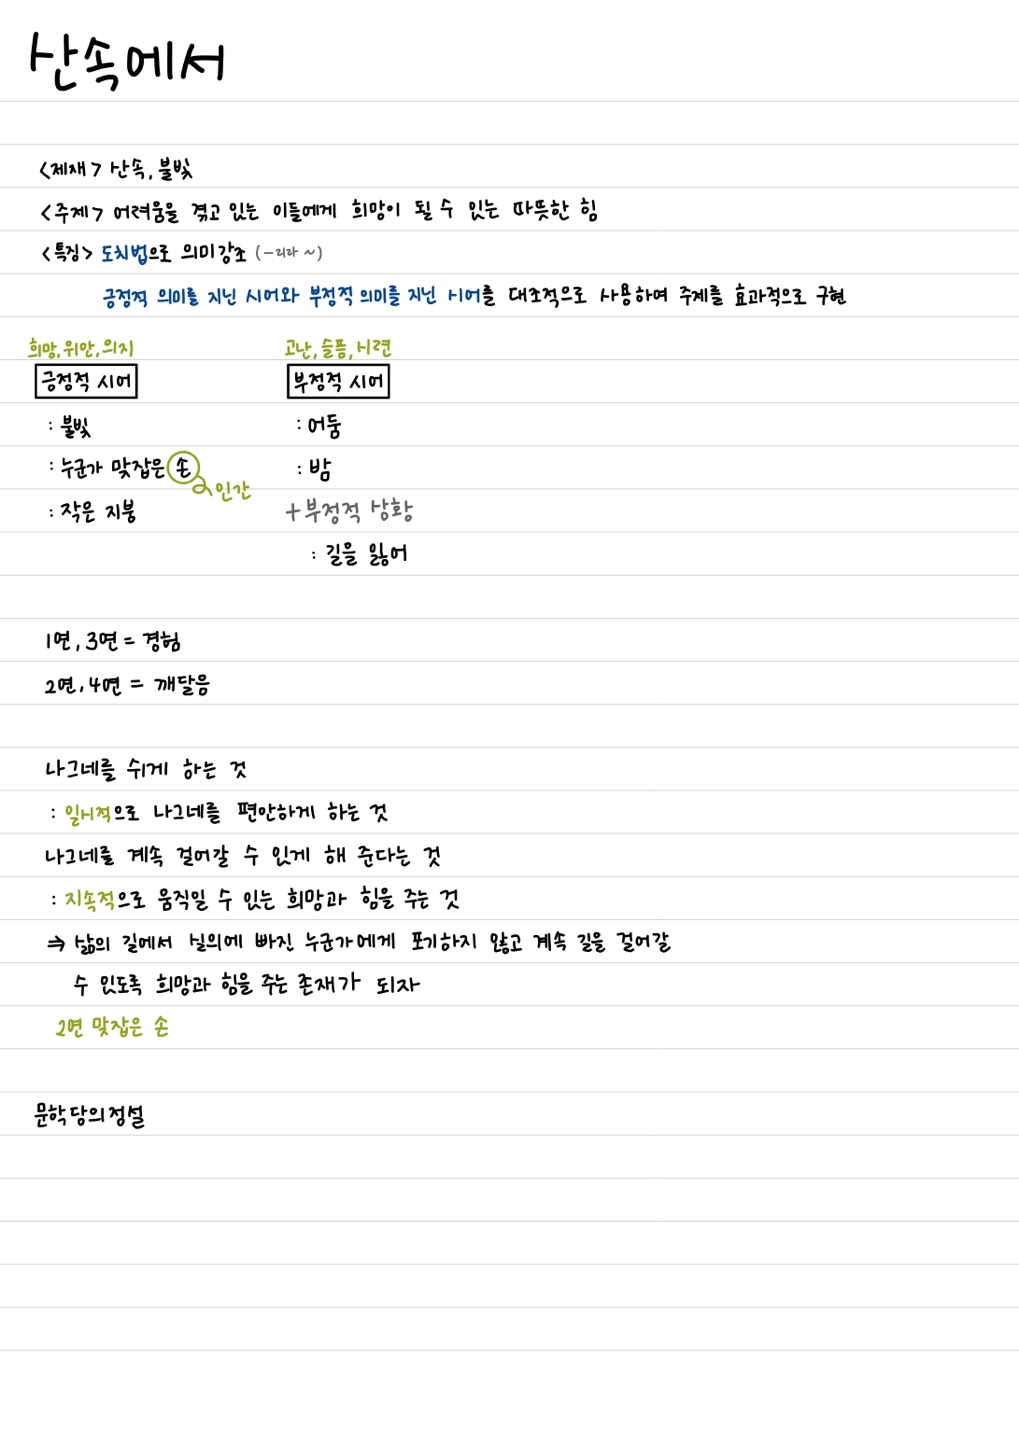 산속에서
<제재> 산속, 불빛
<주제> 어려움을 겪고 있는 이들에게 희망이 될 수 있는 따뜻한 힘
<특징> 도치법으로 의미강조 (-리라 ~)
긍정적 의미를 지닌 시어와 부정적 의미를 지닌 시어를 대조적으로 사용하여 주제를 효과적으로 구현
희망, 위안, 의지
고난, 슬픔, 시련
긍정적 시어
부정적 시어
: 불빛
: 어둠
: 누군가 맞잡은 손
: 밤
인간
: 작은 지붕
+ 부정적 상황
: 길을 잃어
1연, 3연 = 경험
2연, 4연 = 깨달음
나그네를 쉬게 하는 것
: 일시적으로 나그네를 편안하게 하는 것
나그네를 계속 걸어갈 수 있게 해 준다는 것
: 지속적으로 움직일 수 있는 희망과 힘을 주는 것
⇒ 삶의 길에서 실의에 빠진 누군가에게 포기하지 않고 계속 길을 걸어갈
수 있도록 희망과 힘을 주는 존재가 되자
2연 맞잡은 손
문학당의정설